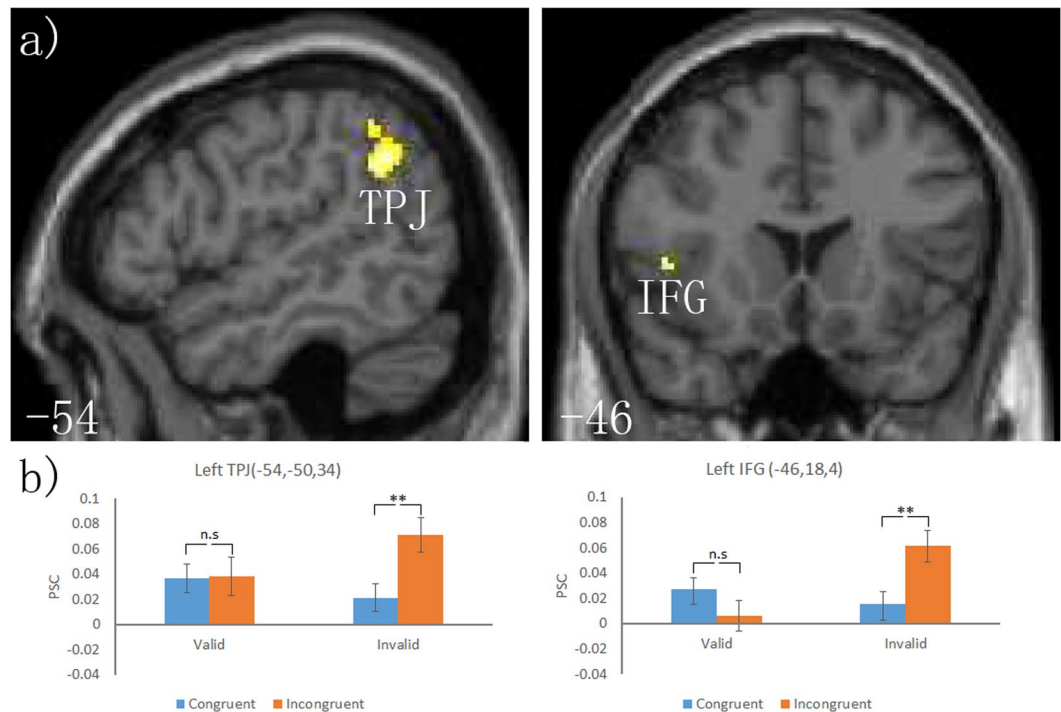 a)
TPJ
IFG
-54
-46
b)
Left TPJ(-54,-50,34)
PSC
0.1
0.08
0.06
0.04
0.02
0
-0.02
-0.04
n.s
**
Valid
Invalid
Congruent
Incongruent
Left IFG (-46,18,4)
PSC
0.1
0.08
0.06
0.04
0.02
0
-0.02
-0.04
n.s
**
Valid
Invalid
Congruent
Incongruent